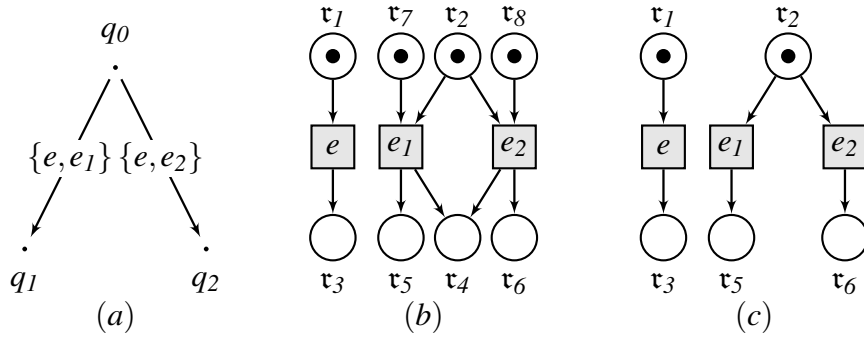 q0
{e,e1} {e,e2}
q1 q2
(a)
𝔯1 𝔯7 𝔯2 𝔯8
e e1 e2
𝔯3 𝔯5 𝔯4 𝔯6
(b)
𝔯1 𝔯2
e e1 e2
𝔯3 𝔯5 𝔯6
(c)